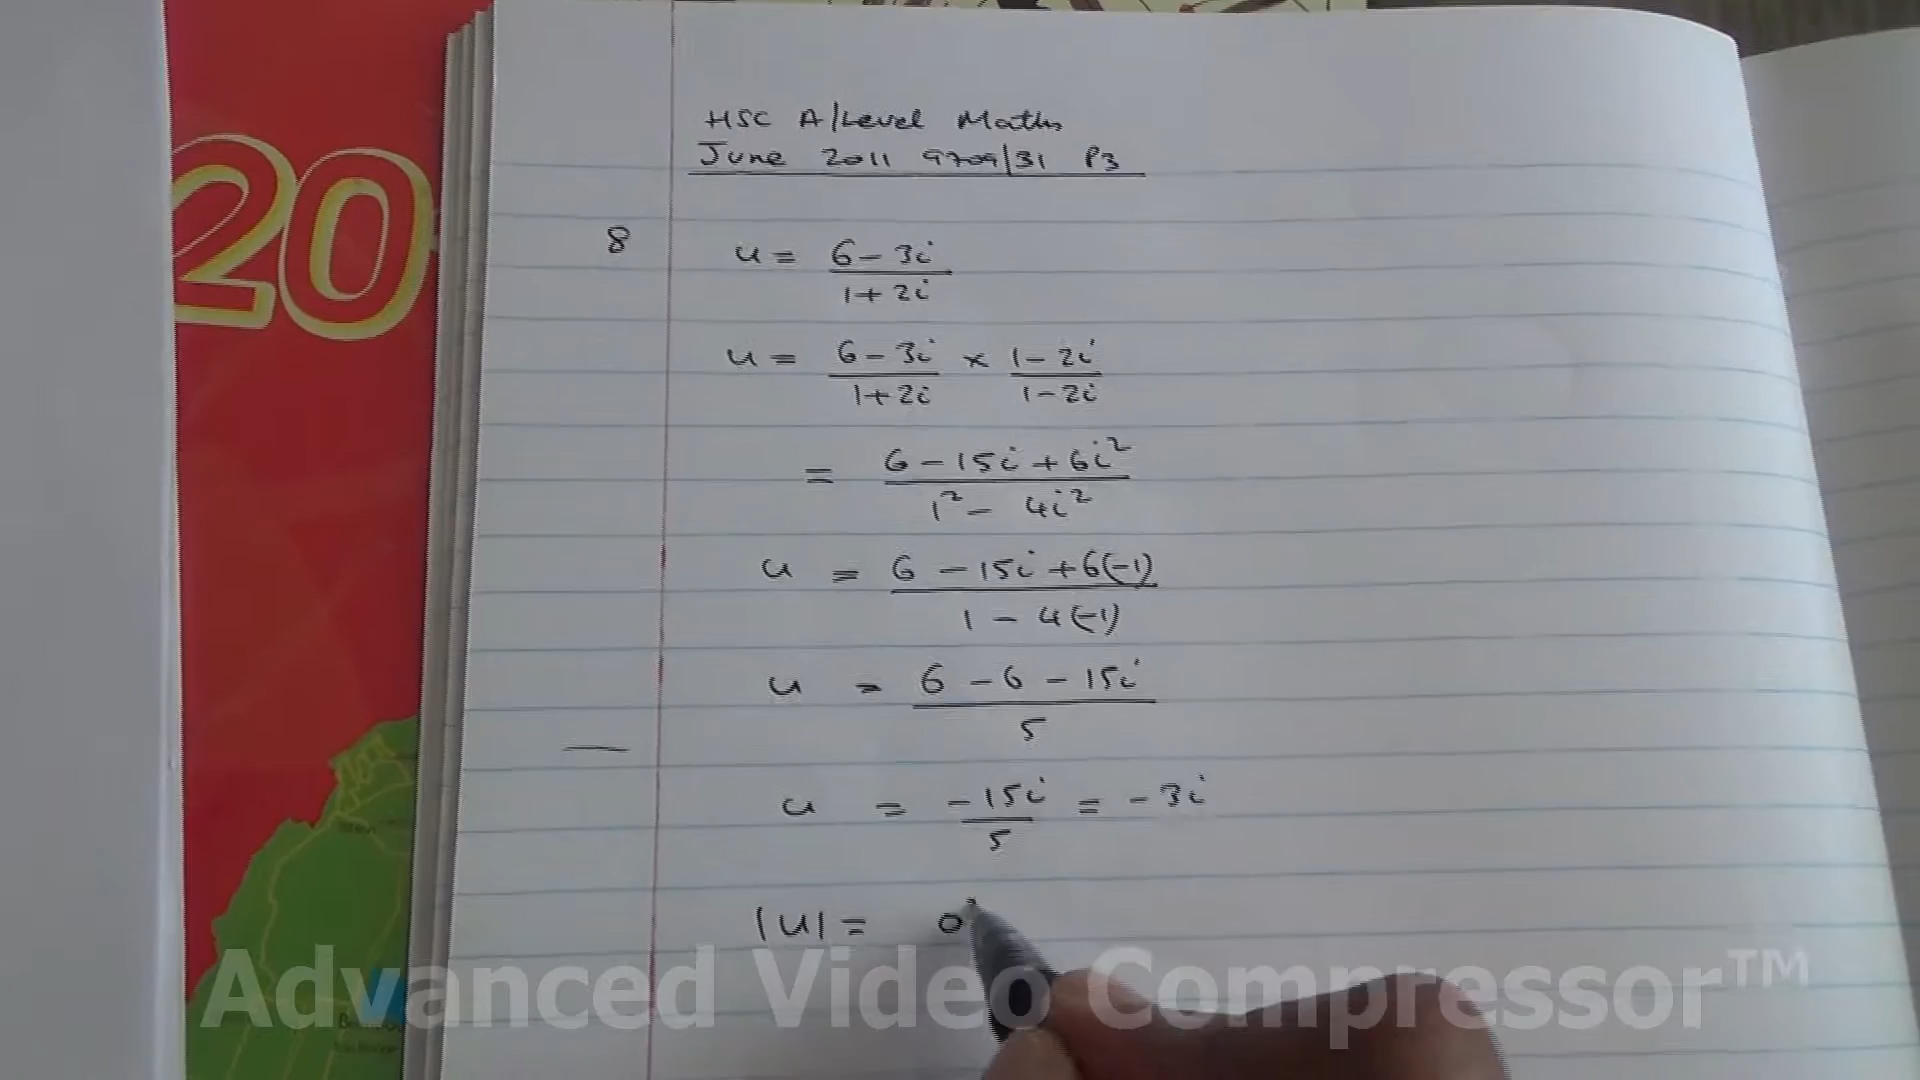 20
HSC A/Level Maths
June 2011 9709/31 P3
8
u = 6 - 3i / 1 + 2i
u = 6 - 3i / 1 + 2i × 1 - 2i / 1 - 2i
= 6 - 15i + 6i² / 1² - 4i²
u = 6 - 15i + 6(-1) / 1 - 4(-1)
u = 6 - 6 - 15i / 5
u = -15i / 5 = -3i
|u| = 0²
Advanced Video Compressor™